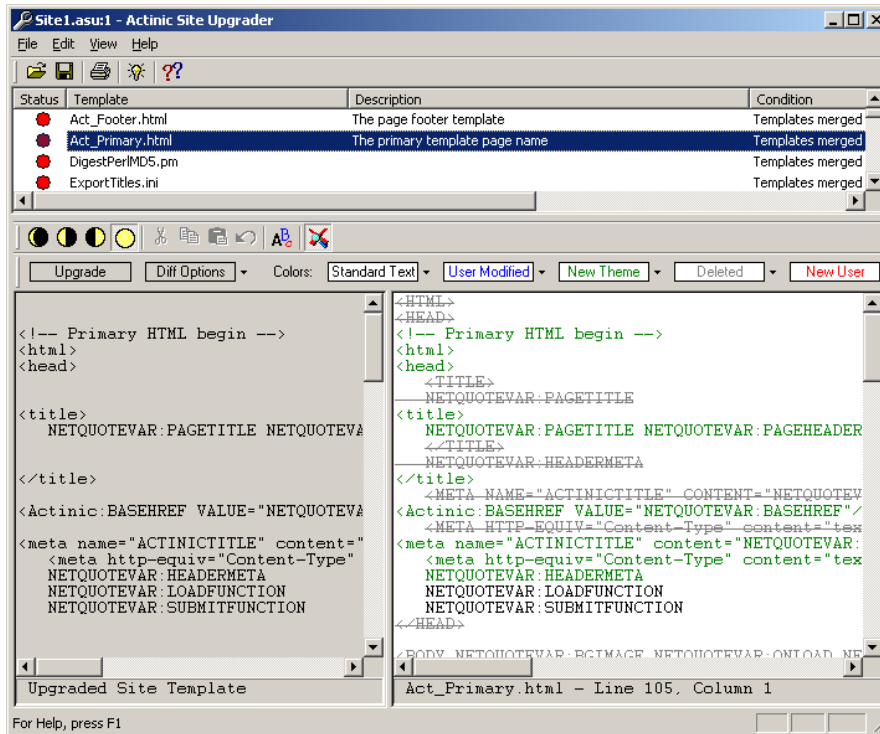 Site1.asu:1 - Actinic Site Upgrader
File Edit View Help
Status Template Description Condition
Act_Footer.html The page footer template Templates merged
Act_Primary.html The primary template page name Templates merged
DigestPerlMD5.pm Templates merged
ExportTitles.ini Templates merged
Upgrade Diff Options Colors: Standard Text User Modified New Theme Deleted New User
<!-- Primary HTML begin -->
<html>
<head>
<title>
NETQUOTEVAR:PAGETITLE NETQUOTEVA
</title>
<Actinic:BASEHREF VALUE="NETQUOTEVA
<meta name="ACTINICTITLE" content="
<meta http-equiv="Content-Type"
NETQUOTEVAR:HEADERMETA
NETQUOTEVAR:LOADFUNCTION
NETQUOTEVAR:SUBMITFUNCTION
Upgraded Site Template
<HTML>
<HEAD>
<!-- Primary HTML begin -->
<html>
<head>
<TITLE>
NETQUOTEVAR:PAGETITLE
<title>
NETQUOTEVAR:PAGETITLE NETQUOTEVAR:PAGEHEADER
</TITLE>
NETQUOTEVAR:HEADERMETA
</title>
<META NAME="ACTINICTITLE" CONTENT="NETQUOTEV
<Actinic:BASEHREF VALUE="NETQUOTEVAR:BASEHREF"/
<META HTTP-EQUIV="Content-Type" content="tex
<meta name="ACTINICTITLE" content="NETQUOTEVAR:
<meta http-equiv="Content-Type" content="tex
NETQUOTEVAR:HEADERMETA
NETQUOTEVAR:LOADFUNCTION
NETQUOTEVAR:SUBMITFUNCTION
</HEAD>
<BODY NETQUOTEVAR:BGIMAGE NETQUOTEVAR:ONLOAD NE
Act_Primary.html - Line 105, Column 1
For Help, press F1